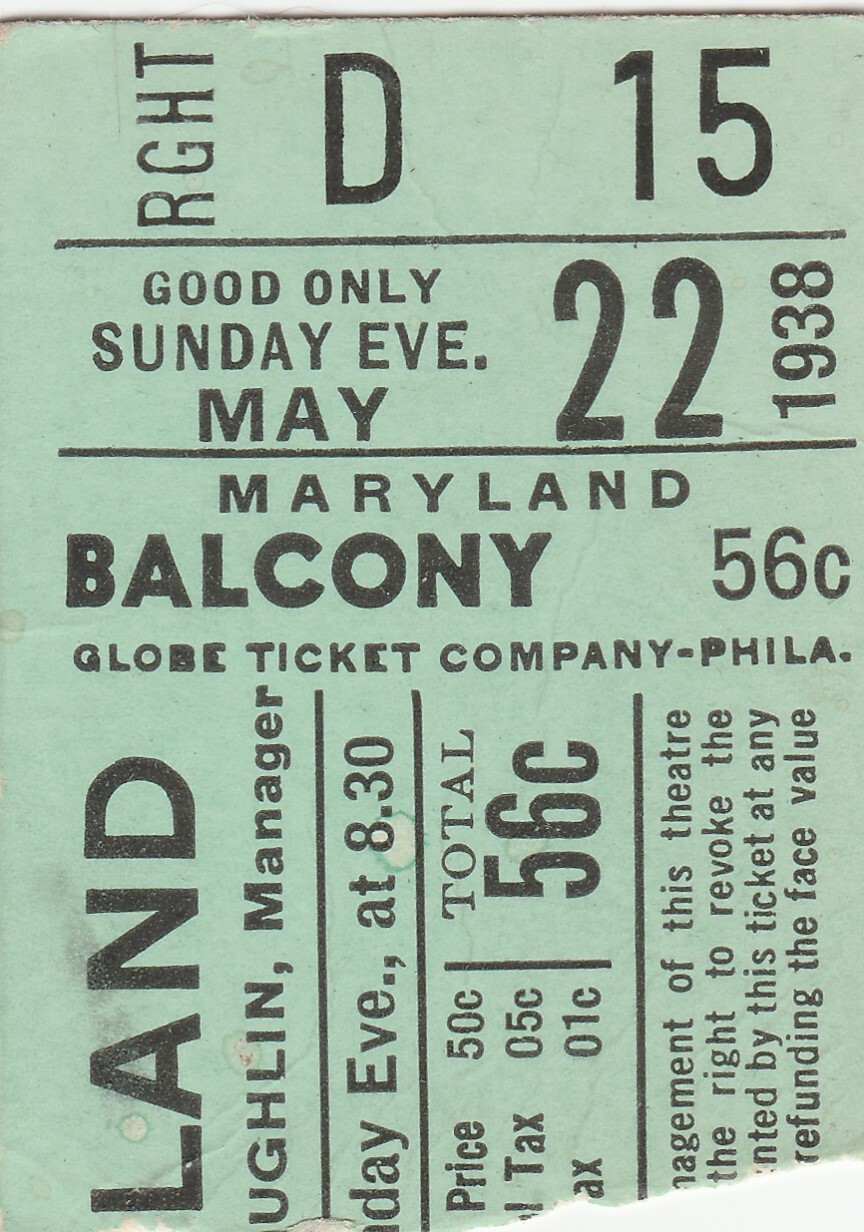 RGHT D 15
GOOD ONLY
SUNDAY EVE.
MAY 22 1938
MARYLAND
BALCONY 56c
GLOBE TICKET COMPANY-PHILA.
LAND
UGHLIN, Manager
day Eve., at 8.30
Price 50c
l Tax 05c
ax 01c
TOTAL
56c
nagement of this theatre
the right to revoke the
nted by this ticket at any
refunding the face value